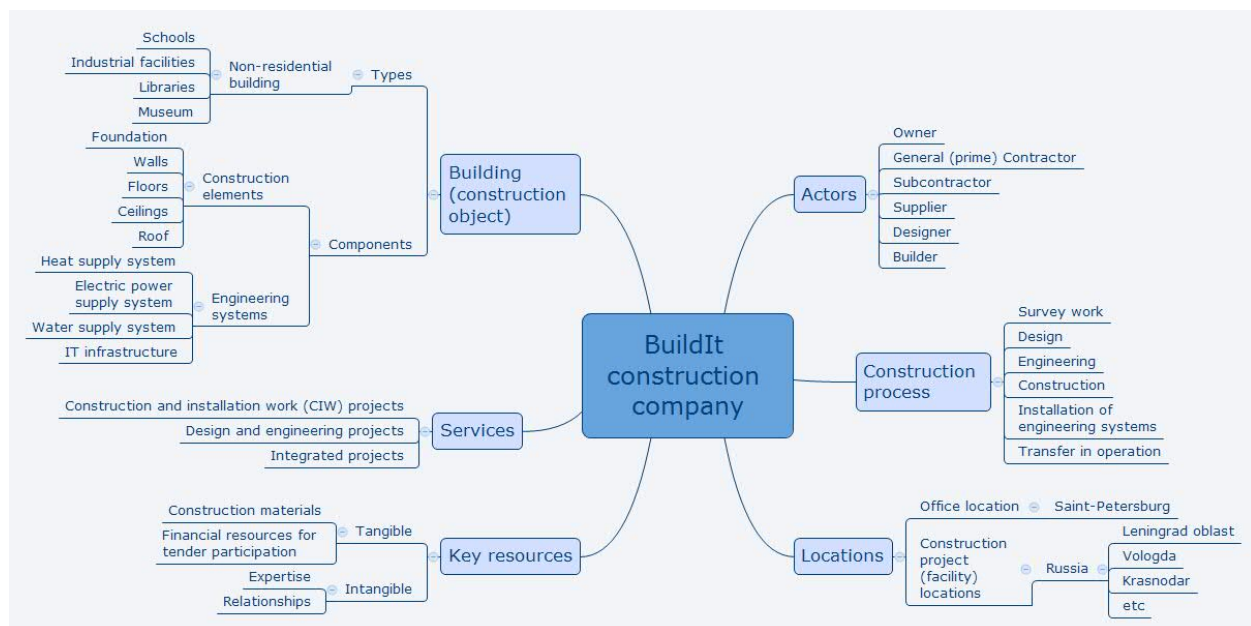 BuildIt
construction
company
Building
(construction
object)
Types
Non-residential
building
Schools
Industrial facilities
Libraries
Museum
Components
Construction
elements
Foundation
Walls
Floors
Ceilings
Roof
Engineering
systems
Heat supply system
Electric power
supply system
Water supply system
IT infrastructure
Services
Construction and installation work (CIW) projects
Design and engineering projects
Integrated projects
Key resources
Tangible
Construction materials
Financial resources for
tender participation
Intangible
Expertise
Relationships
Actors
Owner
General (prime) Contractor
Subcontractor
Supplier
Designer
Builder
Construction
process
Survey work
Design
Engineering
Construction
Installation of
engineering systems
Transfer in operation
Locations
Office location
Saint-Petersburg
Construction
project
(facility)
locations
Russia
Leningrad oblast
Vologda
Krasnodar
etc